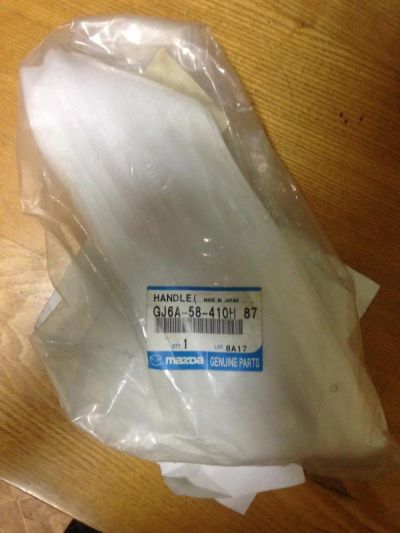 HANDLE( MADE IN JAPAN
GJ6A-58-410H 87
QTY 1 LOT 8A17
mazda GENUINE PARTS